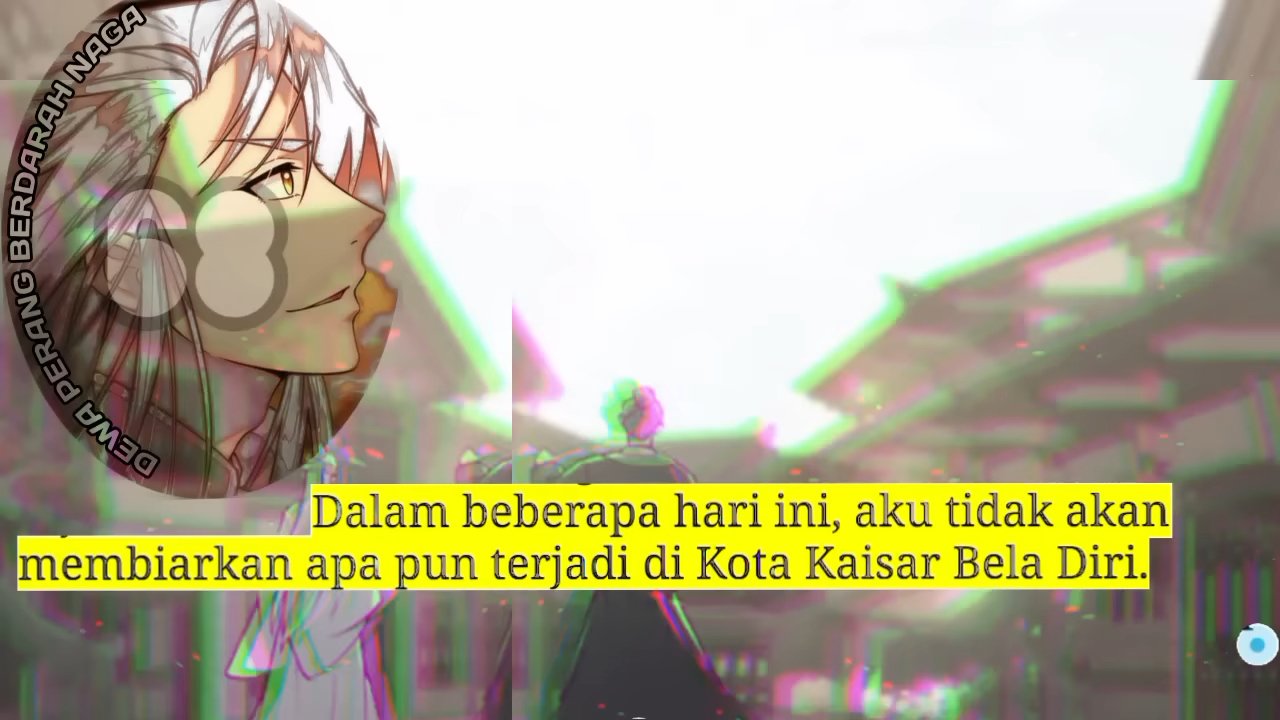 DEWA PERANG BERDARAH NAGA
Dalam beberapa hari ini, aku tidak akan
membiarkan apa pun terjadi di Kota Kaisar Bela Diri.